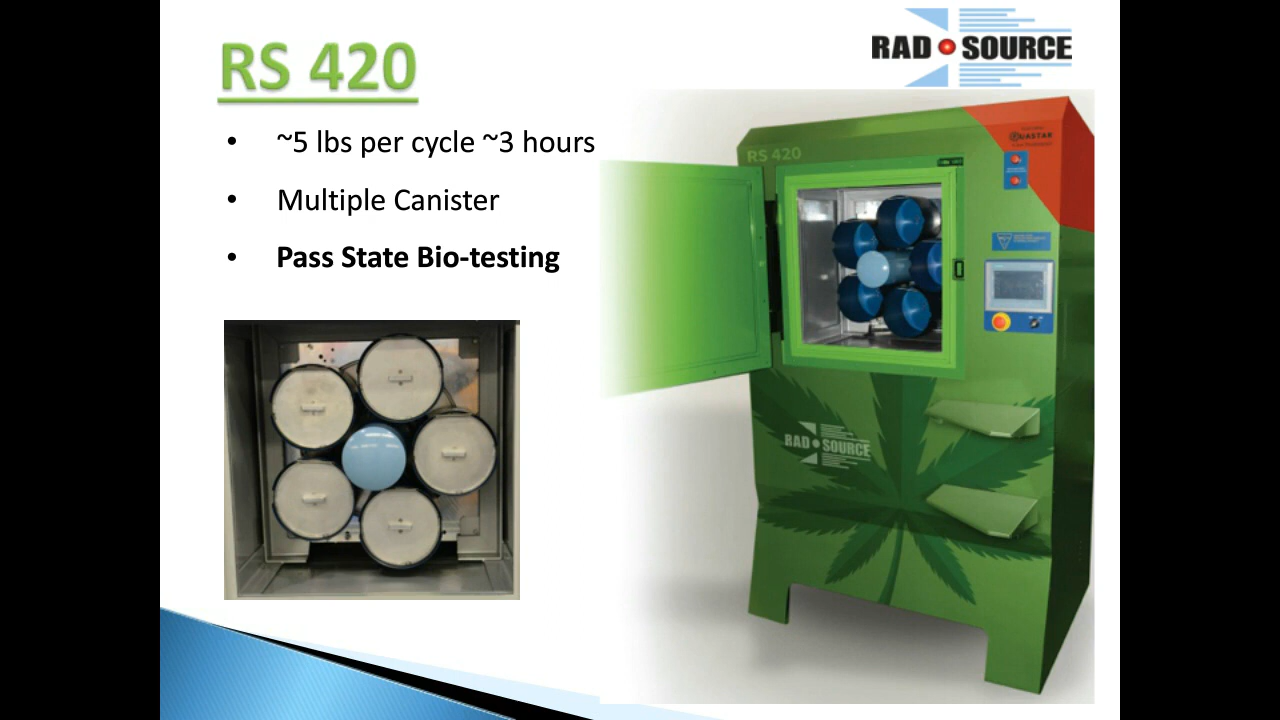 RS 420
RAD SOURCE
• ~5 lbs per cycle ~3 hours
• Multiple Canister
• Pass State Bio-testing
RS 420
QUASTAR
RAD SOURCE